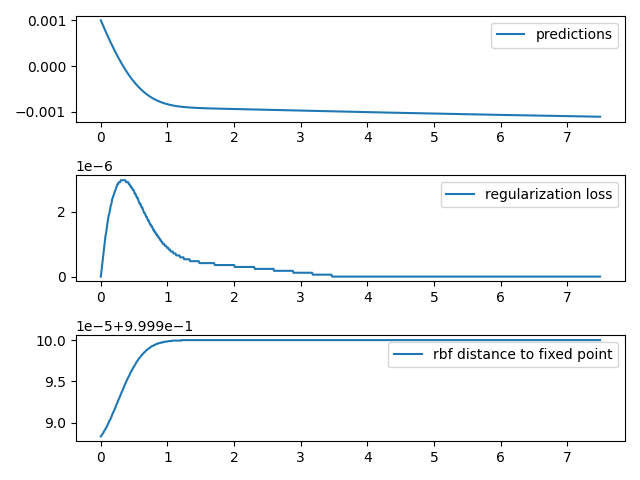 0.001
0.000
−0.001
predictions
0 1 2 3 4 5 6 7
1e−6
2
0
regularization loss
0 1 2 3 4 5 6 7
1e−5+9.999e−1
10.0
9.5
9.0
rbf distance to fixed point
0 1 2 3 4 5 6 7